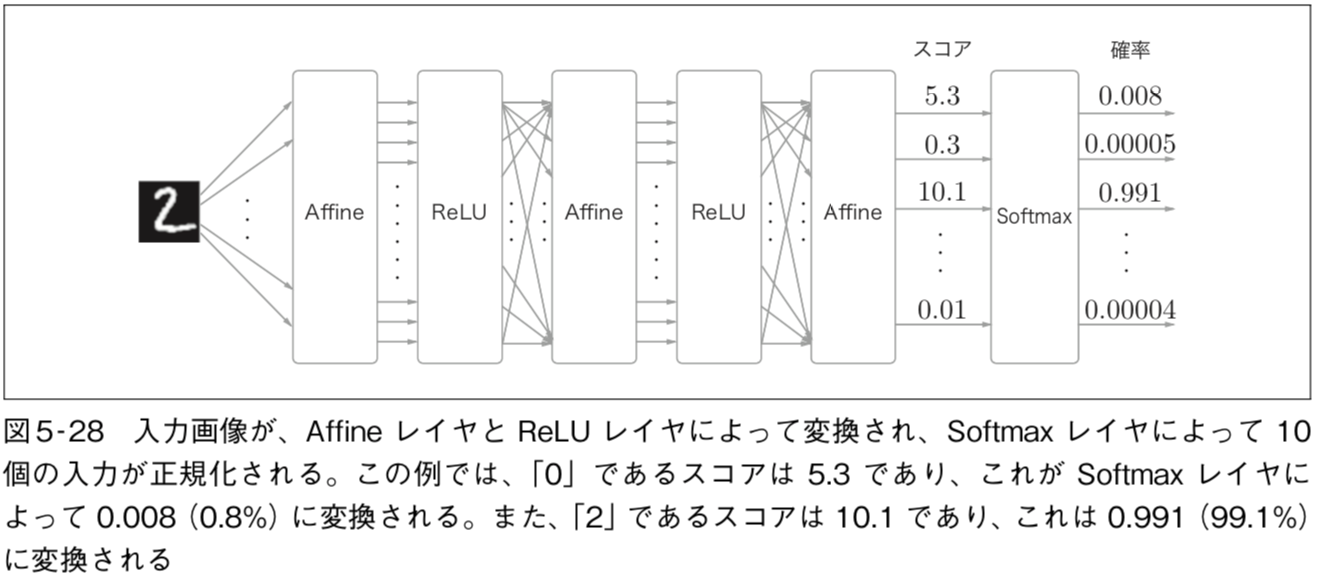 スコア 確率
5.3 0.008
0.3 0.00005
10.1 0.991
2 Affine ReLU Affine ReLU Affine Softmax
0.01 0.00004
図5-28 入力画像が、Affine レイヤと ReLU レイヤによって変換され、Softmax レイヤによって 10
個の入力が正規化される。この例では、「0」であるスコアは 5.3 であり、これが Softmax レイヤに
よって 0.008（0.8%）に変換される。また、「2」であるスコアは 10.1 であり、これは 0.991（99.1%）
に変換される